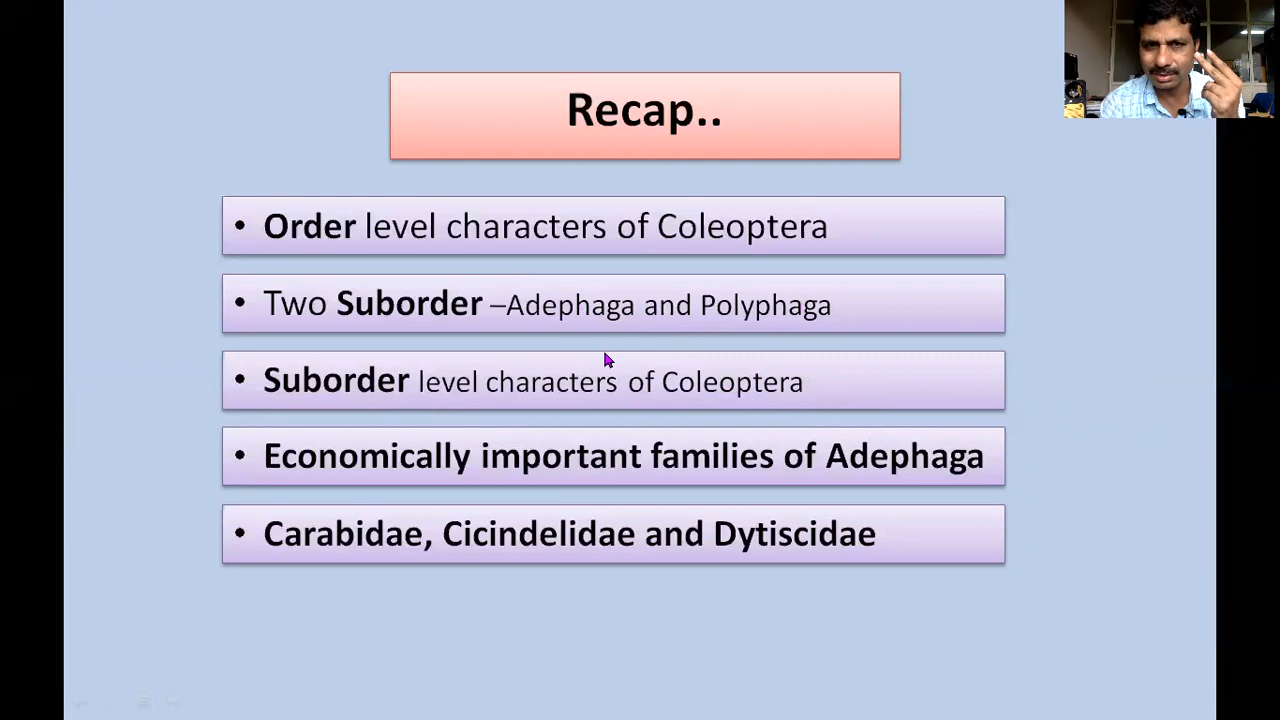 Recap..
• Order level characters of Coleoptera
• Two Suborder –Adephaga and Polyphaga
• Suborder level characters of Coleoptera
• Economically important families of Adephaga
• Carabidae, Cicindelidae and Dytiscidae